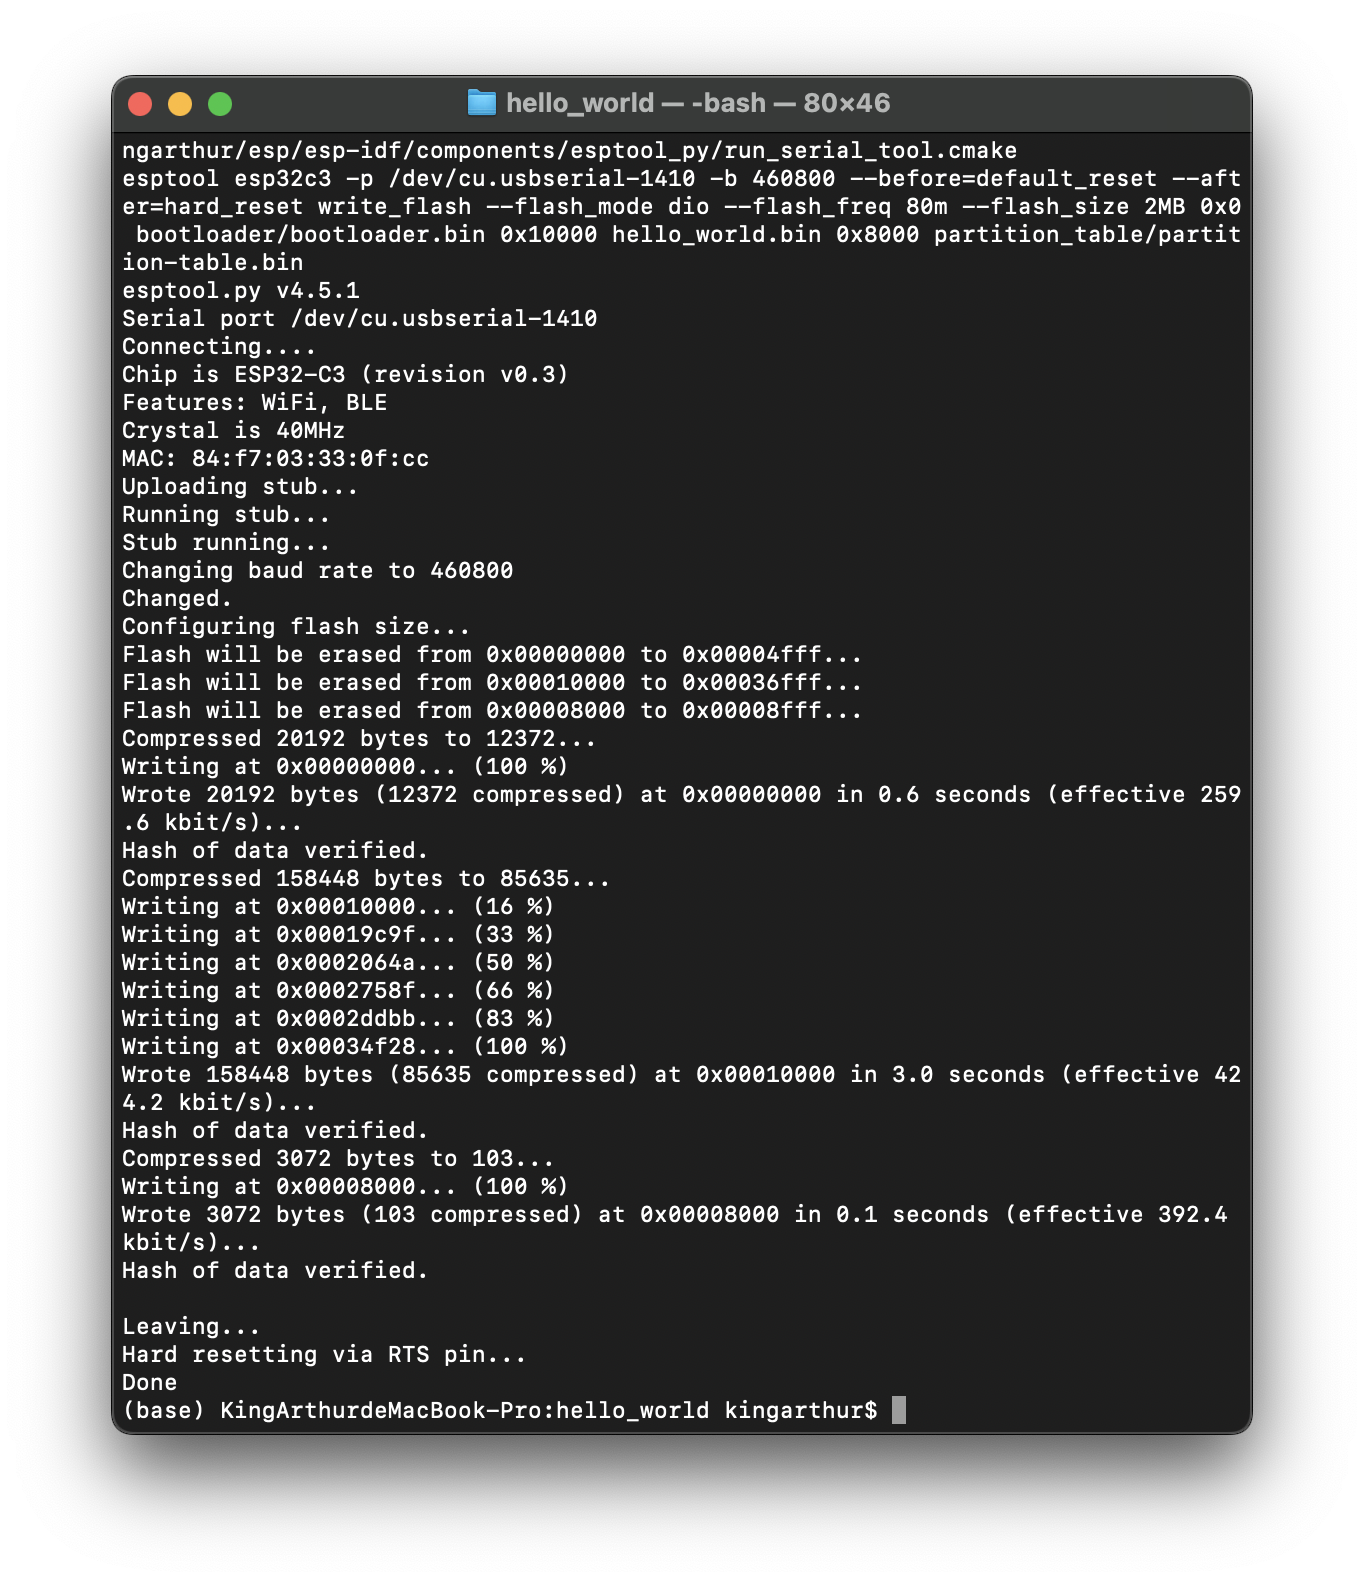 hello_world — -bash — 80×46
ngarthur/esp/esp-idf/components/esptool_py/run_serial_tool.cmake
esptool esp32c3 -p /dev/cu.usbserial-1410 -b 460800 --before=default_reset --aft
er=hard_reset write_flash --flash_mode dio --flash_freq 80m --flash_size 2MB 0x0
 bootloader/bootloader.bin 0x10000 hello_world.bin 0x8000 partition_table/partit
ion-table.bin
esptool.py v4.5.1
Serial port /dev/cu.usbserial-1410
Connecting....
Chip is ESP32-C3 (revision v0.3)
Features: WiFi, BLE
Crystal is 40MHz
MAC: 84:f7:03:33:0f:cc
Uploading stub...
Running stub...
Stub running...
Changing baud rate to 460800
Changed.
Configuring flash size...
Flash will be erased from 0x00000000 to 0x00004fff...
Flash will be erased from 0x00010000 to 0x00036fff...
Flash will be erased from 0x00008000 to 0x00008fff...
Compressed 20192 bytes to 12372...
Writing at 0x00000000... (100 %)
Wrote 20192 bytes (12372 compressed) at 0x00000000 in 0.6 seconds (effective 259
.6 kbit/s)...
Hash of data verified.
Compressed 158448 bytes to 85635...
Writing at 0x00010000... (16 %)
Writing at 0x00019c9f... (33 %)
Writing at 0x0002064a... (50 %)
Writing at 0x0002758f... (66 %)
Writing at 0x0002ddbb... (83 %)
Writing at 0x00034f28... (100 %)
Wrote 158448 bytes (85635 compressed) at 0x00010000 in 3.0 seconds (effective 42
4.2 kbit/s)...
Hash of data verified.
Compressed 3072 bytes to 103...
Writing at 0x00008000... (100 %)
Wrote 3072 bytes (103 compressed) at 0x00008000 in 0.1 seconds (effective 392.4
kbit/s)...
Hash of data verified.

Leaving...
Hard resetting via RTS pin...
Done
(base) KingArthurdeMacBook-Pro:hello_world kingarthur$